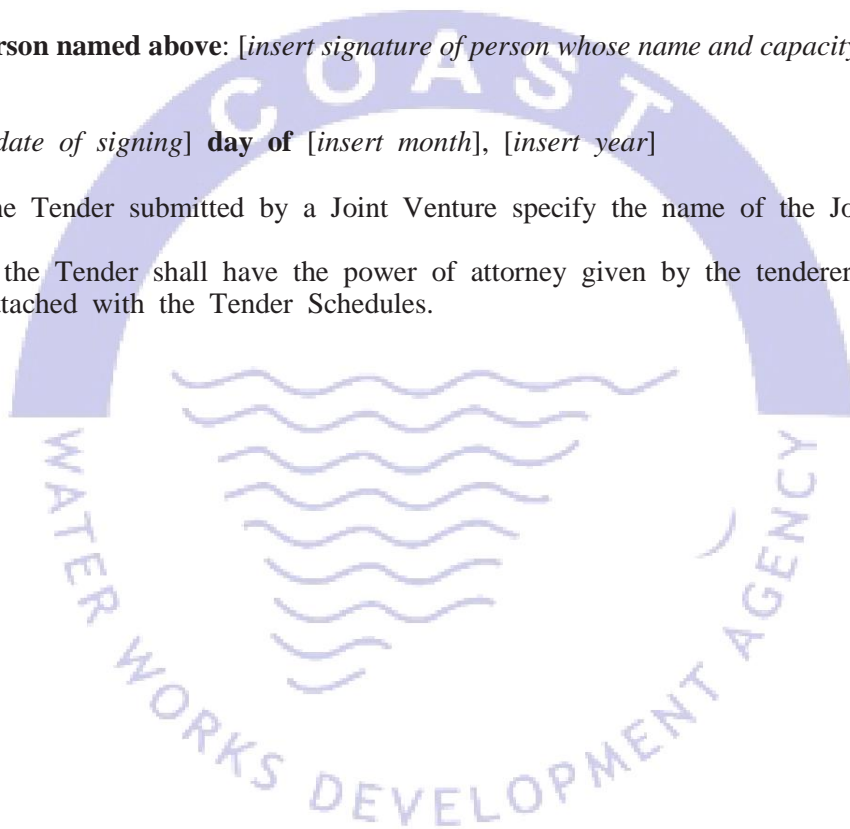 rson named above: [insert signature of person whose name and capacity
date of signing] day of [insert month], [insert year]
he Tender submitted by a Joint Venture specify the name of the Jo
the Tender shall have the power of attorney given by the tenderer
ttached with the Tender Schedules.
COAST
WATER WORKS DEVELOPMENT AGENCY